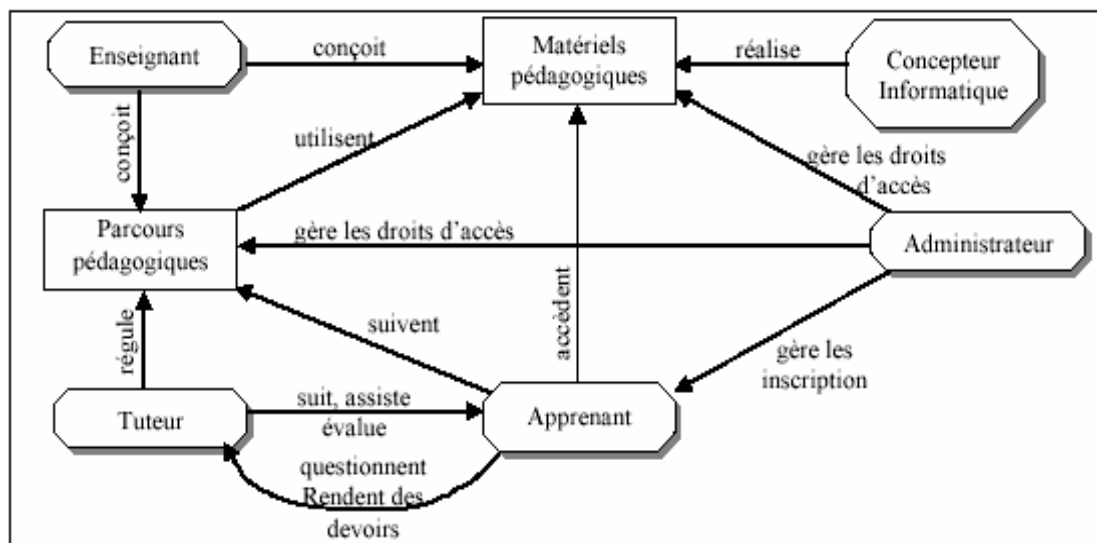 Enseignant
conçoit
Matériels
pédagogiques
réalise
Concepteur
Informatique
conçoit
utilisent
gère les droits
d’accès
Parcours
pédagogiques
gère les droits d’accès
Administrateur
régule
suivent
accèdent
gère les
inscription
Tuteur
suit, assiste
évalue
Apprenant
questionnent
Rendent des
devoirs